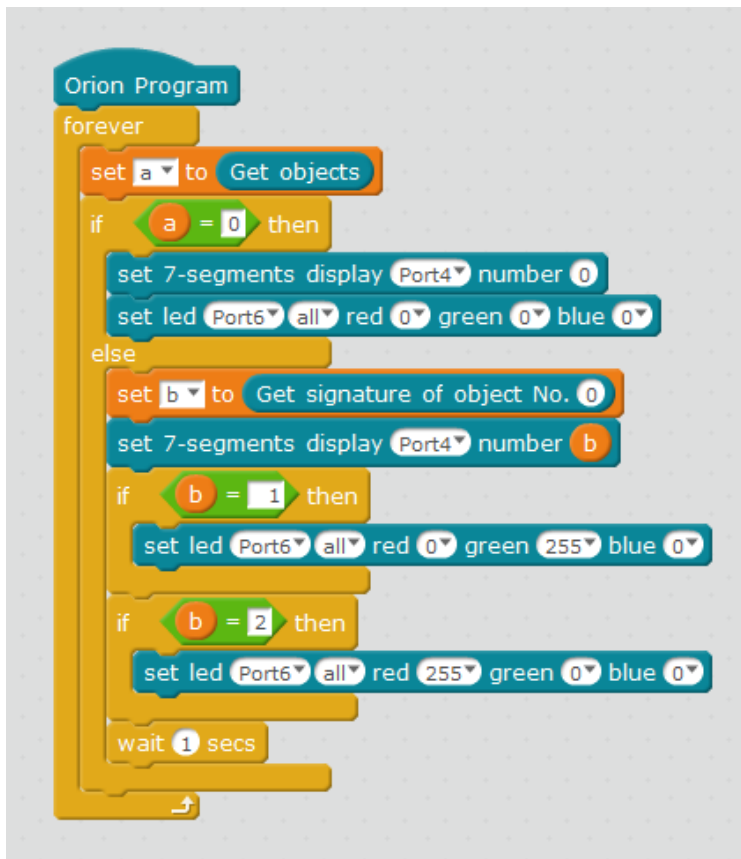 Orion Program
forever
set a to Get objects
if a = 0 then
set 7-segments display Port4 number 0
set led Port6 all red 0 green 0 blue 0
else
set b to Get signature of object No. 0
set 7-segments display Port4 number b
if b = 1 then
set led Port6 all red 0 green 255 blue 0
if b = 2 then
set led Port6 all red 255 green 0 blue 0
wait 1 secs